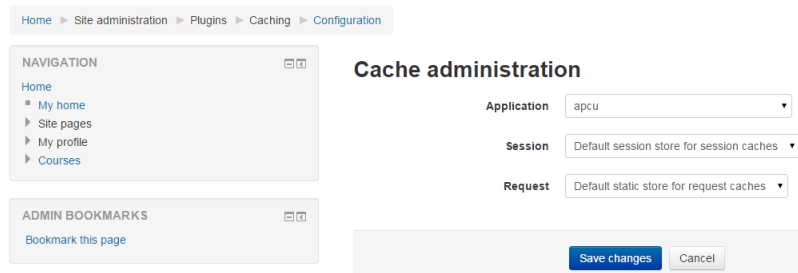 Home ▶ Site administration ▶ Plugins ▶ Caching ▶ Configuration
NAVIGATION
Home
My home
Site pages
My profile
Courses
ADMIN BOOKMARKS
Bookmark this page
Cache administration
Application apcu
Session Default session store for session caches
Request Default static store for request caches
Save changes Cancel